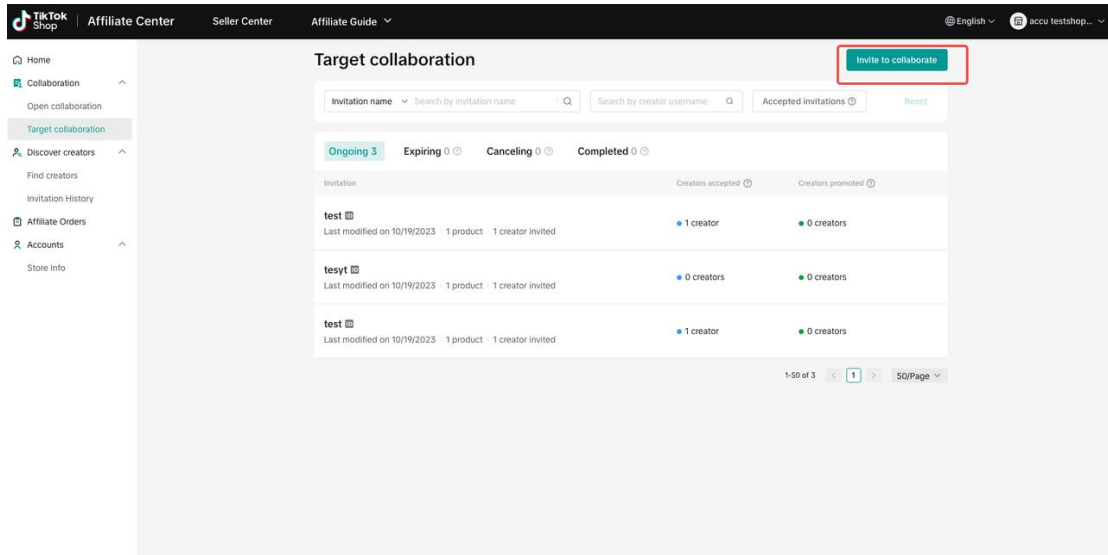 TikTok Shop | Affiliate Center Seller Center Affiliate Guide English accu testshop...
Home
Collaboration
Open collaboration
Target collaboration
Discover creators
Find creators
Invitation History
Affiliate Orders
Accounts
Store Info
Target collaboration
Invite to collaborate
Invitation name Search by invitation name Search by creator username Accepted invitations Reset
Ongoing 3 Expiring 0 Canceling 0 Completed 0
Invitation Creators accepted Creators promoted
test ID
Last modified on 10/19/2023 1 product 1 creator invited
1 creator 0 creators
tesyt ID
Last modified on 10/19/2023 1 product 1 creator invited
0 creators 0 creators
test ID
Last modified on 10/19/2023 1 product 1 creator invited
1 creator 0 creators
1-50 of 3 < 1 > 50/Page